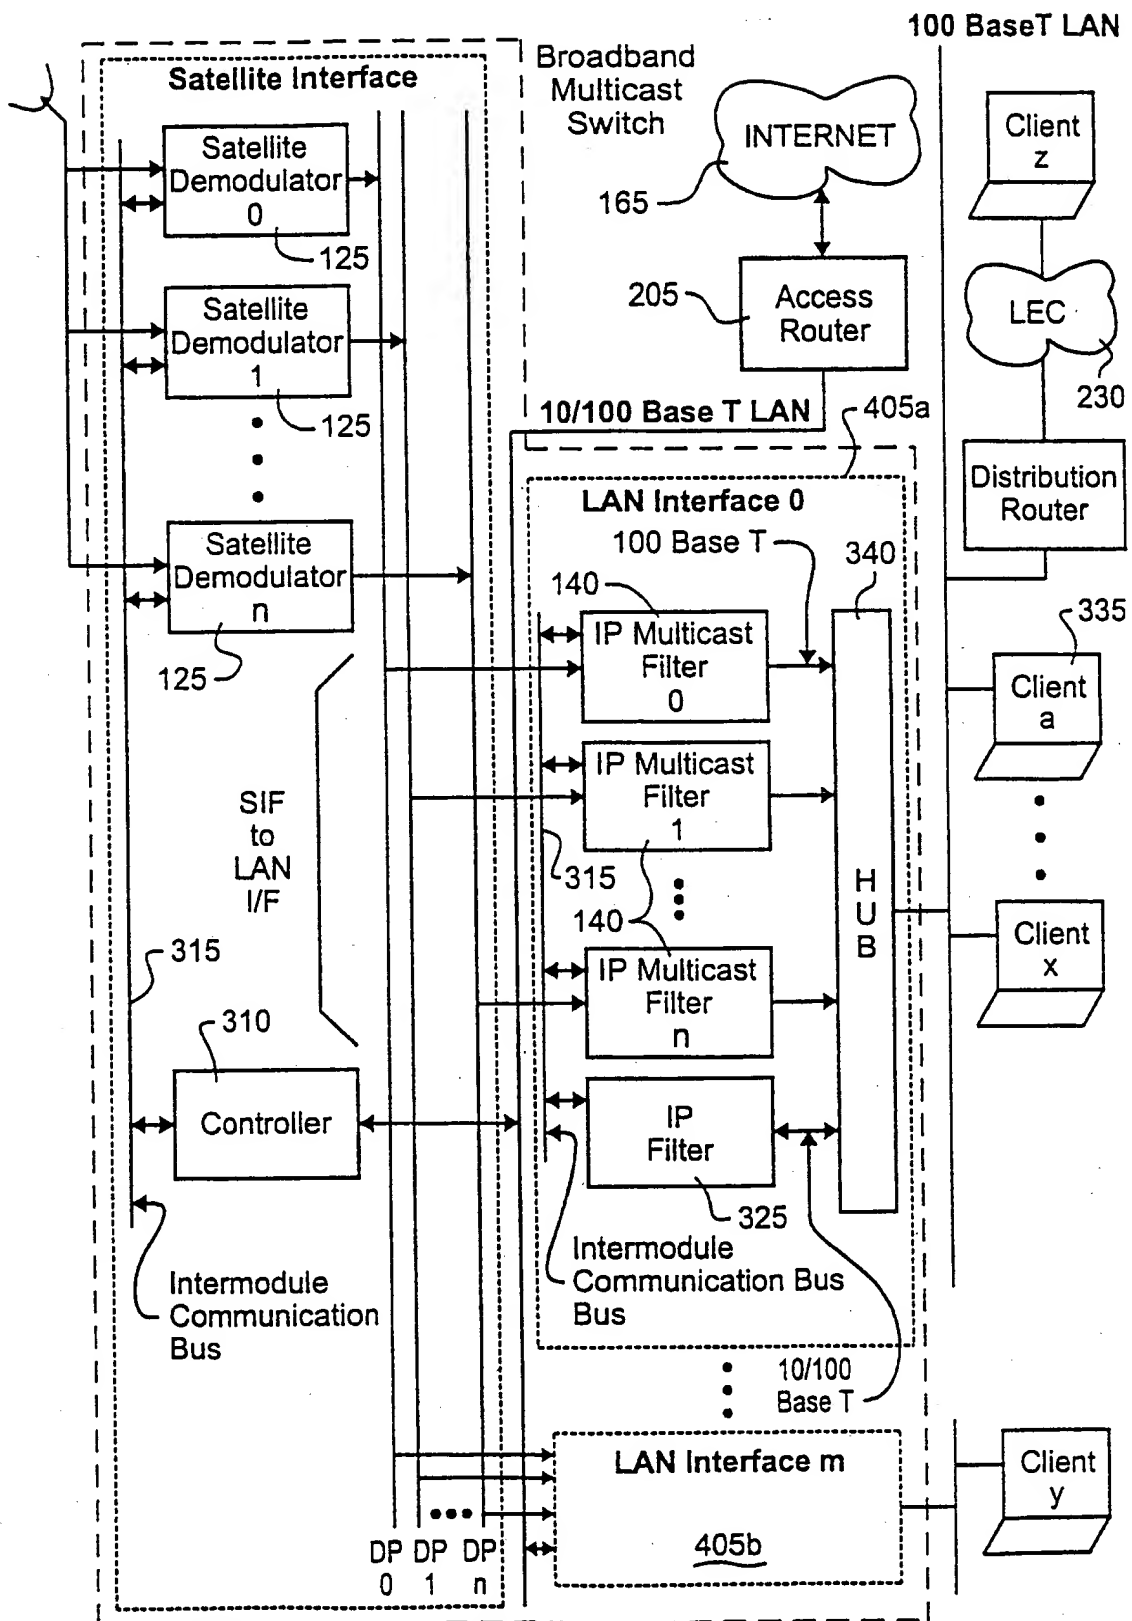 100 BaseT LAN
Satellite Interface
Broadband
Multicast
Switch
INTERNET
165
Client
z
Satellite
Demodulator
0
125
205
Access
Router
LEC
230
Satellite
Demodulator
1
125
10/100 Base T LAN
405a
Distribution
Router
LAN Interface 0
100 Base T
340
Satellite
Demodulator
n
125
140
IP Multicast
Filter
0
335
Client
a
IP Multicast
Filter
1
315
SIF
to
LAN
I/F
H
U
B
140
IP Multicast
Filter
n
Client
x
315
310
Controller
IP
Filter
325
Intermodule
Communication
Bus
Intermodule
Communication Bus
Bus
10/100
Base T
LAN Interface m
405b
Client
y
DP DP DP
0 1 n